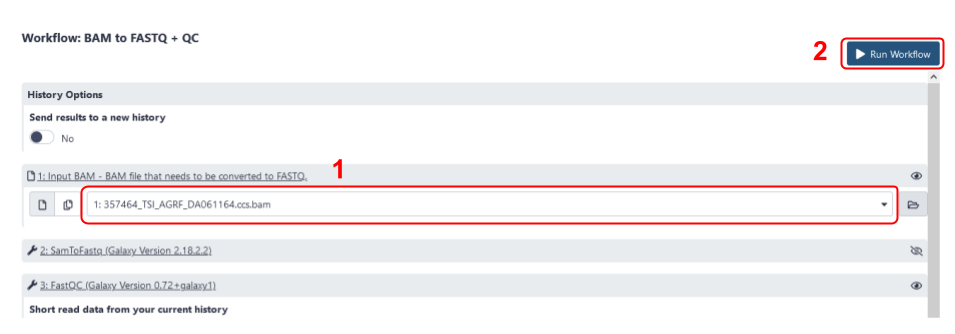 Workflow: BAM to FASTQ + QC
2
Run Workflow
History Options
Send results to a new history
No
1: Input BAM - BAM file that needs to be converted to FASTQ.
1
1: 357464_TSI_AGRF_DA061164.ccs.bam
2: SamToFastq (Galaxy Version 2.18.2.2)
3: FastQC (Galaxy Version 0.72+galaxy1)
Short read data from your current history